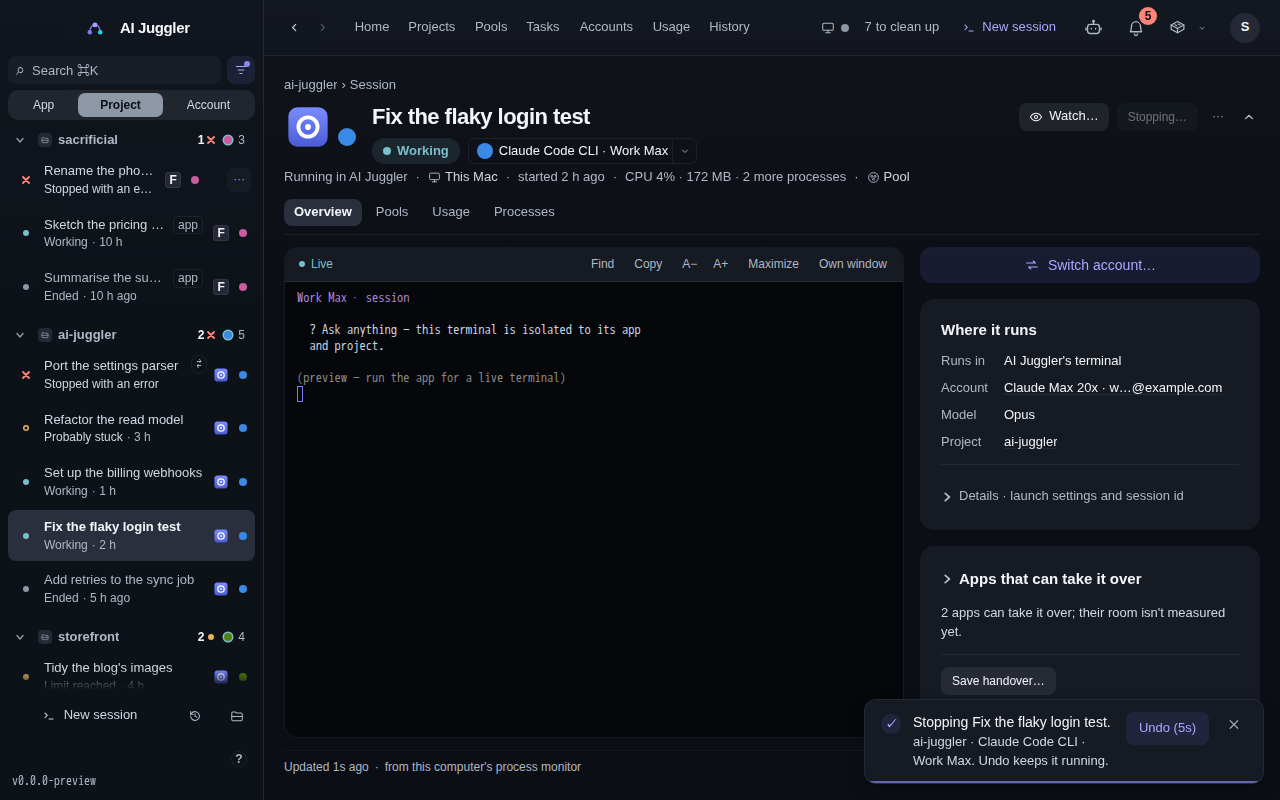 AI Juggler
Search ⌘K
App Project Account
sacrificial 1 3
Rename the pho…
Stopped with an e… F
Sketch the pricing … app
Working · 10 h F
Summarise the su… app
Ended · 10 h ago F
ai-juggler 2 5
Port the settings parser
Stopped with an error
Refactor the read model
Probably stuck · 3 h
Set up the billing webhooks
Working · 1 h
Fix the flaky login test
Working · 2 h
Add retries to the sync job
Ended · 5 h ago
storefront 2 4
Tidy the blog's images
Limit reached · 4 h
New session
?
v0.0.0-preview
Home Projects Pools Tasks Accounts Usage History
7 to clean up
New session
5
S
ai-juggler › Session
Fix the flaky login test
Working
Claude Code CLI · Work Max
Watch…
Stopping…
Running in AI Juggler · This Mac · started 2 h ago · CPU 4% · 172 MB · 2 more processes · Pool
Overview Pools Usage Processes
Live
Find Copy A− A+ Maximize Own window
Work Max · session
? Ask anything — this terminal is isolated to its app
and project.
(preview — run the app for a live terminal)
Updated 1s ago · from this computer's process monitor
Switch account…
Where it runs
Runs in AI Juggler's terminal
Account Claude Max 20x · w…@example.com
Model Opus
Project ai-juggler
Details · launch settings and session id
Apps that can take it over
2 apps can take it over; their room isn't measured
yet.
Save handover…
Stopping Fix the flaky login test.
ai-juggler · Claude Code CLI ·
Work Max. Undo keeps it running.
Undo (5s)